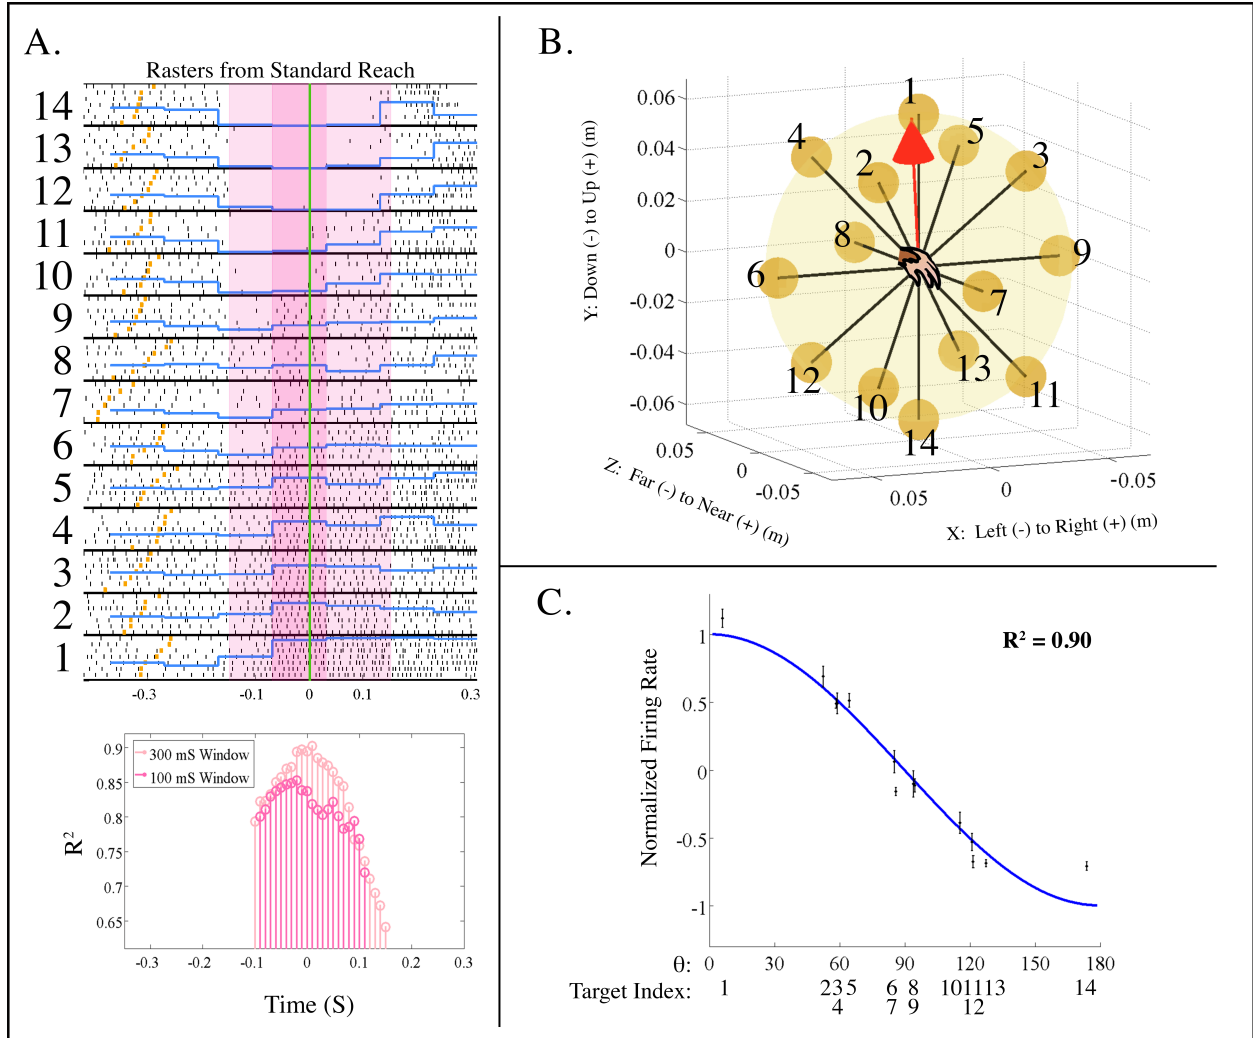 A.
Rasters from Standard Reach
14
13
12
11
10
9
8
7
6
5
4
3
2
1
-0.3 -0.1 0 0.1 0.3
300 mS Window
100 mS Window
0.9
0.85
0.8
0.75
0.7
0.65
R²
-0.3 -0.2 -0.1 0 0.1 0.2 0.3
Time (S)
B.
0.06
0.04
0.02
0
-0.02
-0.04
-0.06
Y: Down (-) to Up (+) (m)
1
4
5
3
2
8
9
6
7
12
13
11
10
14
0.05
0
-0.05
Z: Far (-) to Near (+) (m)
0.05
0
-0.05
X: Left (-) to Right (+) (m)
C.
R² = 0.90
1
0.5
0
-0.5
-1
Normalized Firing Rate
θ: 0 30 60 90 120 150 180
Target Index: 1 23 5 6 8 101113 14
4 7 9 12